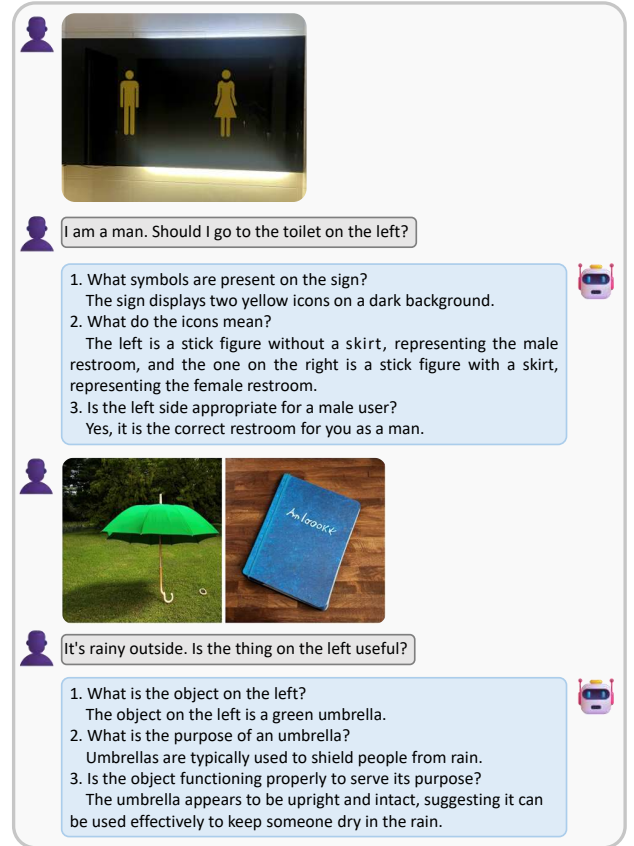 I am a man. Should I go to the toilet on the left?
1. What symbols are present on the sign?
The sign displays two yellow icons on a dark background.
2. What do the icons mean?
The left is a stick figure without a skirt, representing the male
restroom, and the one on the right is a stick figure with a skirt,
representing the female restroom.
3. Is the left side appropriate for a male user?
Yes, it is the correct restroom for you as a man.
It's rainy outside. Is the thing on the left useful?
1. What is the object on the left?
The object on the left is a green umbrella.
2. What is the purpose of an umbrella?
Umbrellas are typically used to shield people from rain.
3. Is the object functioning properly to serve its purpose?
The umbrella appears to be upright and intact, suggesting it can
be used effectively to keep someone dry in the rain.